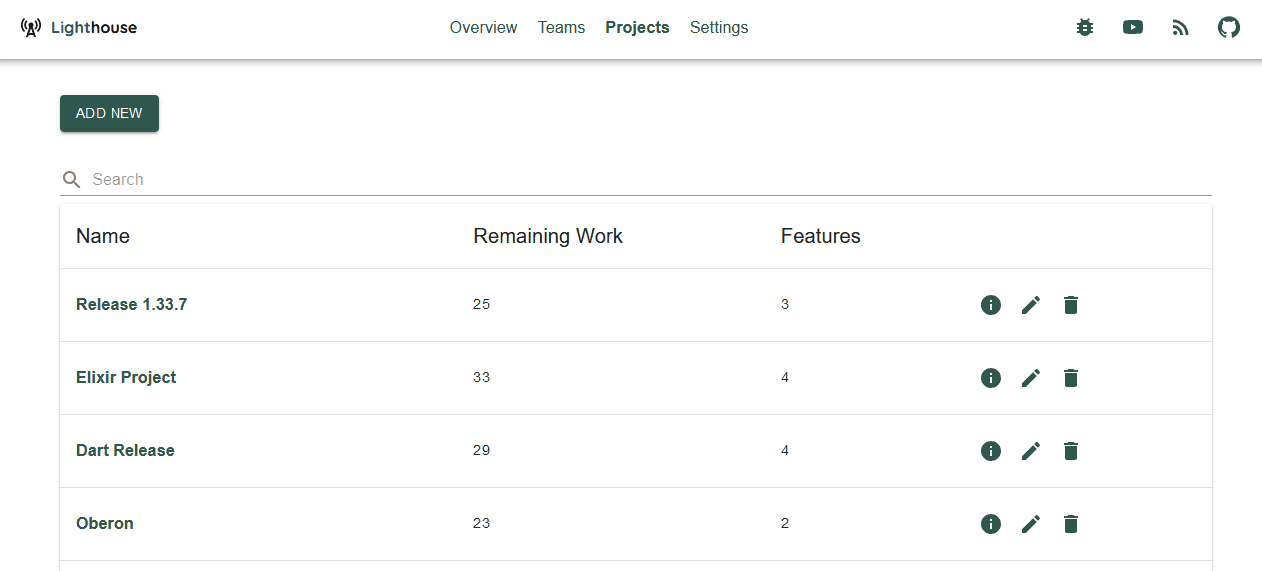 Lighthouse Overview Teams Projects Settings
ADD NEW
Search
Name Remaining Work Features
Release 1.33.7 25 3
Elixir Project 33 4
Dart Release 29 4
Oberon 23 2